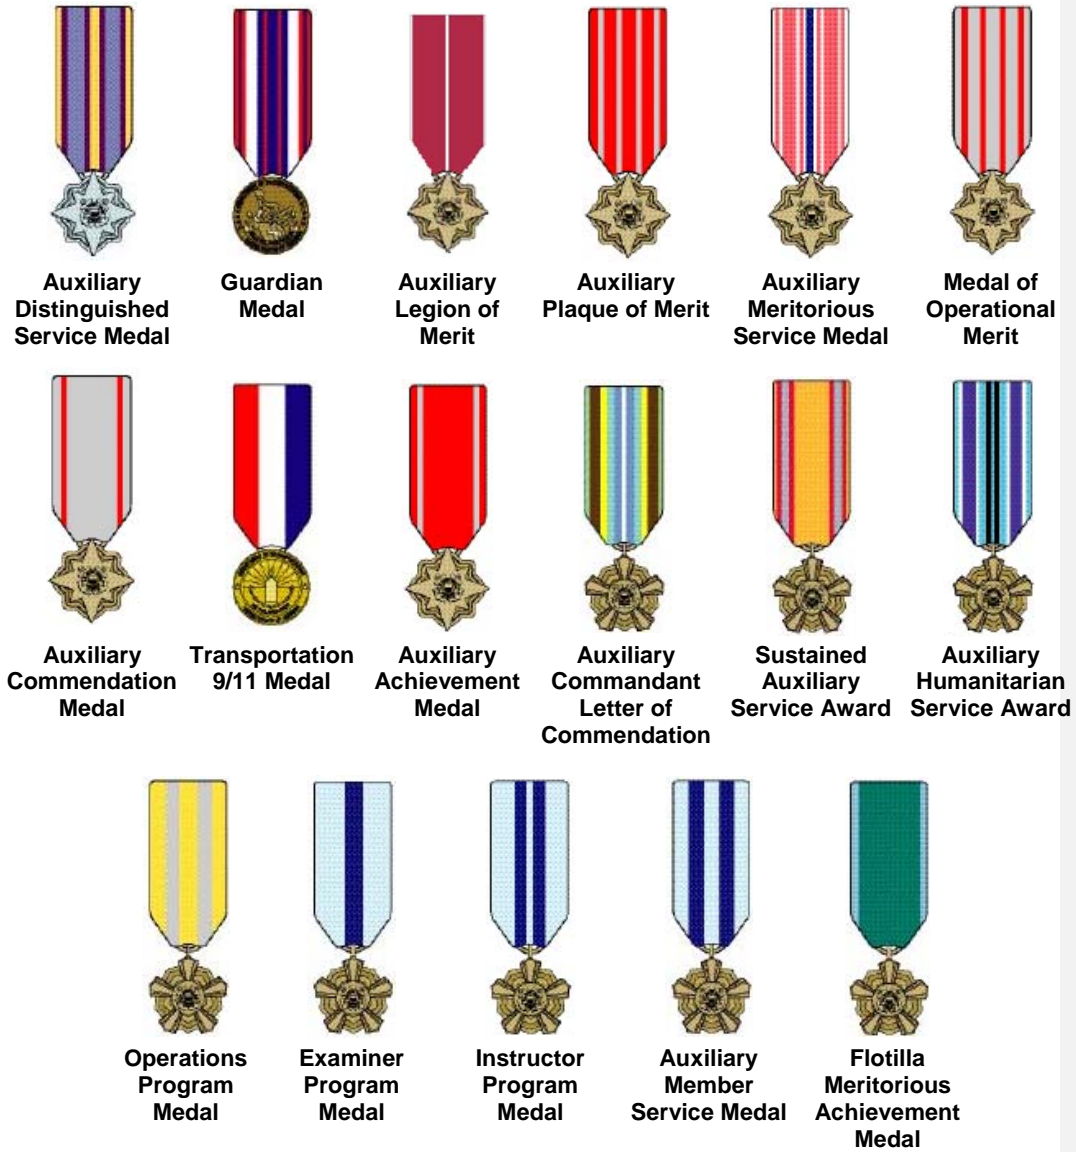 Auxiliary
Distinguished
Service Medal
Guardian
Medal
Auxiliary
Legion of
Merit
Auxiliary
Plaque of Merit
Auxiliary
Meritorious
Service Medal
Medal of
Operational
Merit
Auxiliary
Commendation
Medal
Transportation
9/11 Medal
Auxiliary
Achievement
Medal
Auxiliary
Commandant
Letter of
Commendation
Sustained
Auxiliary
Service Award
Auxiliary
Humanitarian
Service Award
Operations
Program
Medal
Examiner
Program
Medal
Instructor
Program
Medal
Auxiliary
Member
Service Medal
Flotilla
Meritorious
Achievement
Medal